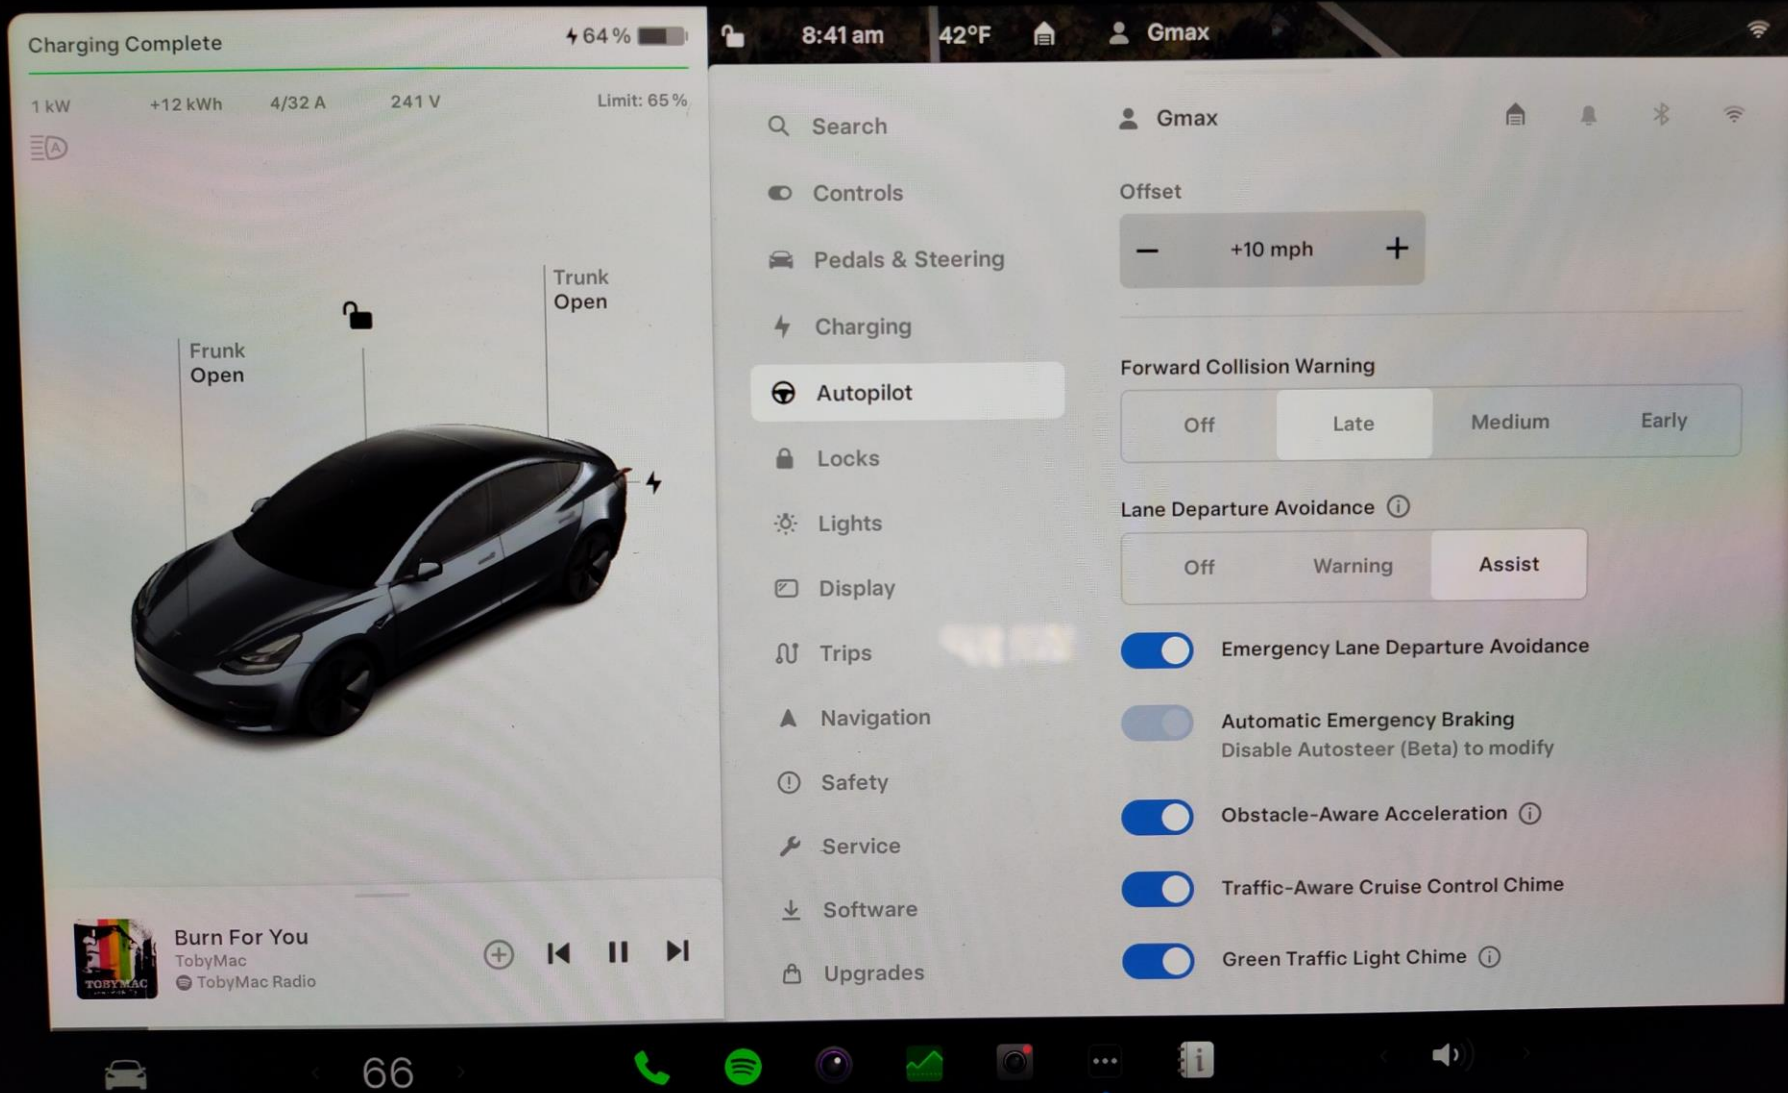 Charging Complete
64%
1 kW
+12 kWh
4/32 A
241 V
Limit: 65%
A
Trunk
Open
Frunk
Open
Burn For You
TobyMac
TobyMac Radio
TOBYMAC
8:41 am
42°F
Gmax
Search
Controls
Pedals & Steering
Charging
Autopilot
Locks
Lights
Display
Trips
Navigation
Safety
Service
Software
Upgrades
Gmax
Offset
+10 mph
Forward Collision Warning
Off
Late
Medium
Early
Lane Departure Avoidance
Off
Warning
Assist
Emergency Lane Departure Avoidance
Automatic Emergency Braking
Disable Autosteer (Beta) to modify
Obstacle-Aware Acceleration
Traffic-Aware Cruise Control Chime
Green Traffic Light Chime
66